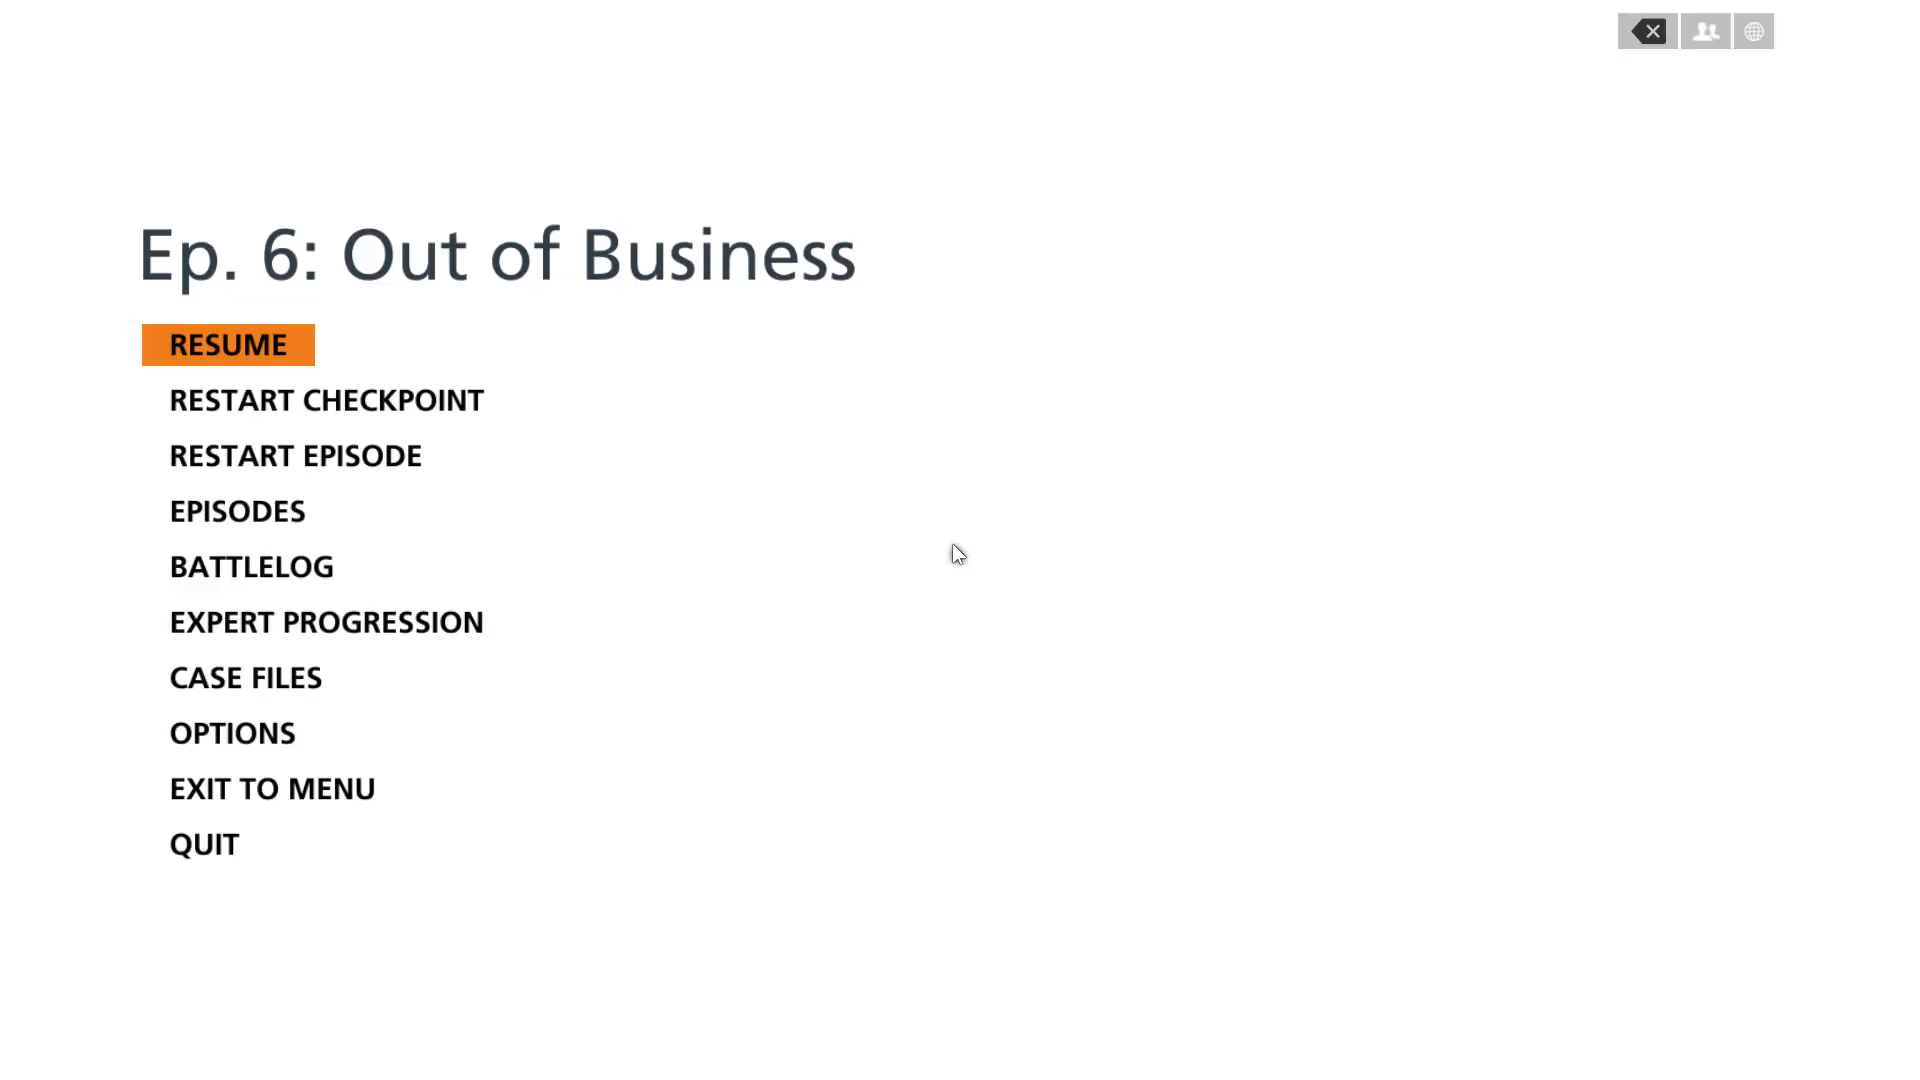 Ep. 6: Out of Business
RESUME
RESTART CHECKPOINT
RESTART EPISODE
EPISODES
BATTLELOG
EXPERT PROGRESSION
CASE FILES
OPTIONS
EXIT TO MENU
QUIT